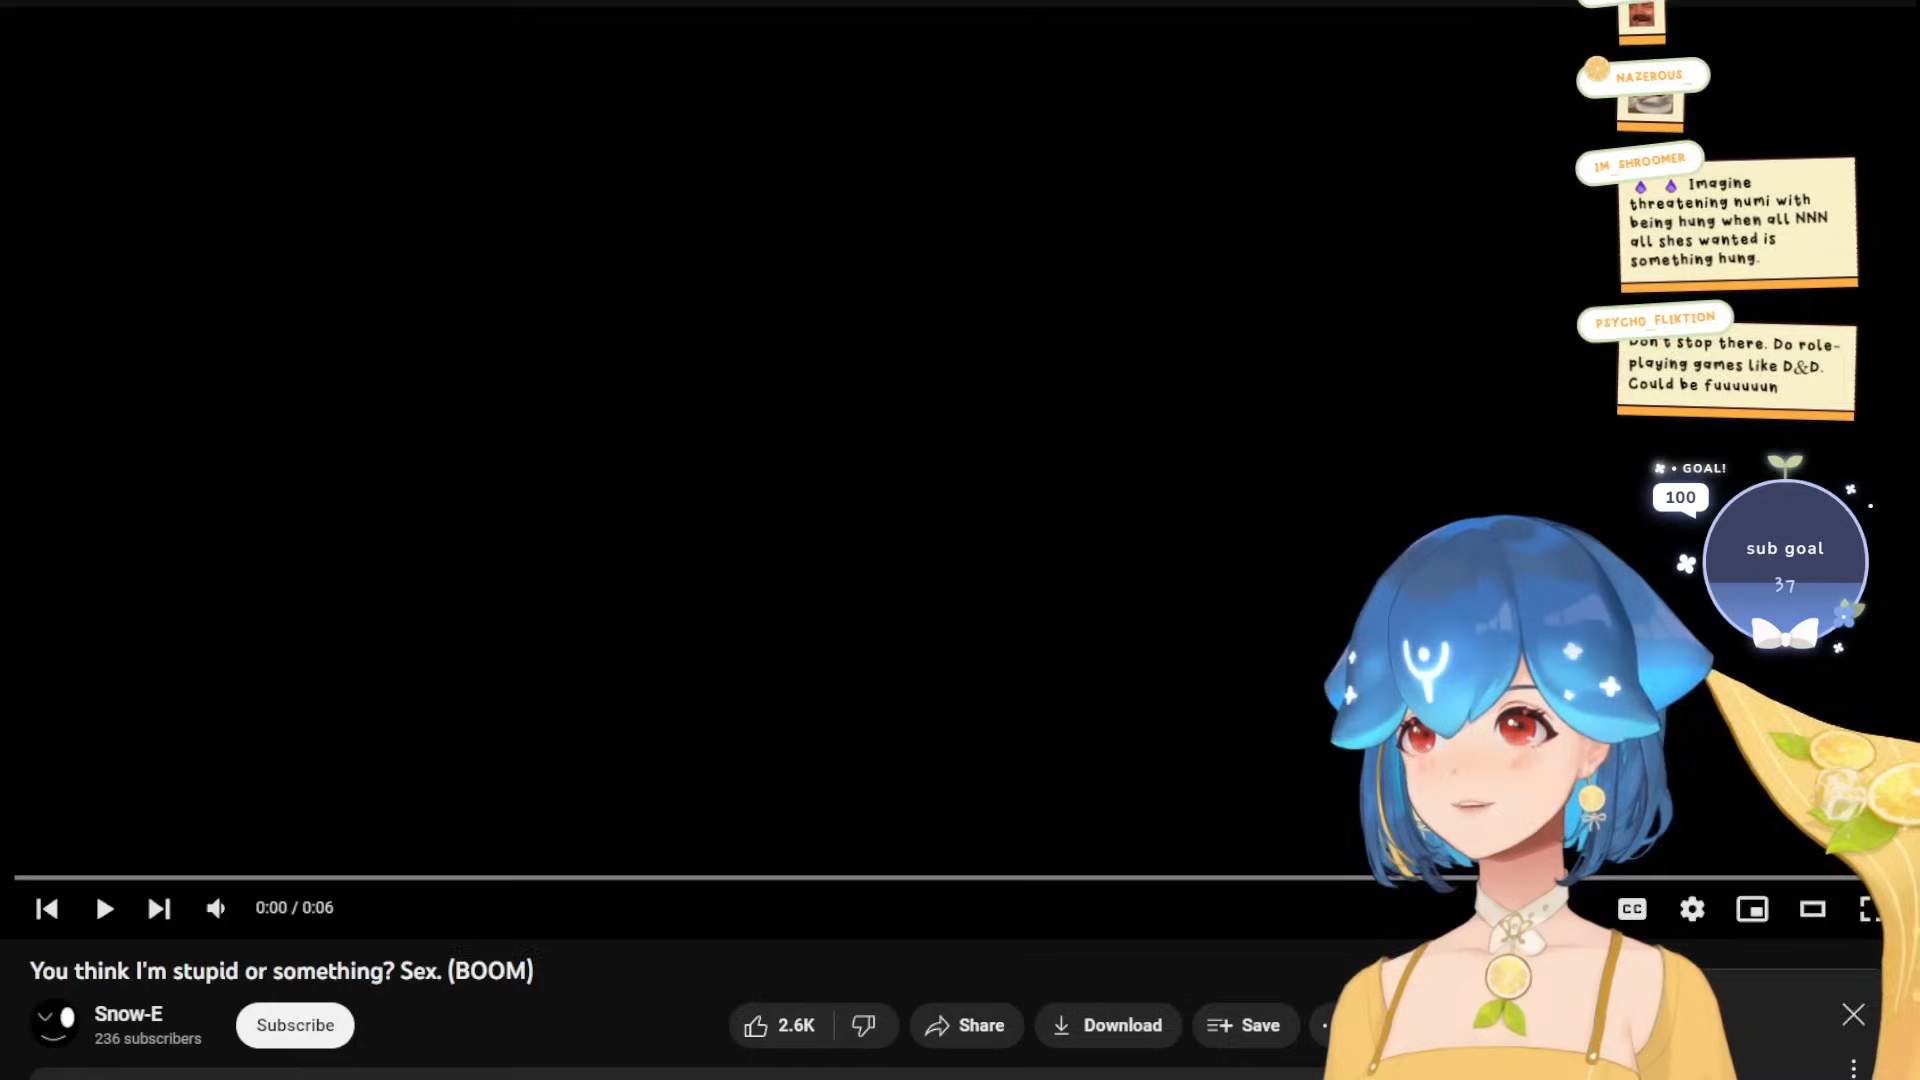 NAZEROUS_
IM_SHROOMER
Imagine
threatening numi with
being hung when all NNN
all shes wanted is
something hung.
PSYCHO_FLIKTION
Don't stop there. Do role-
playing games like D&D.
Could be fuuuuuun
• GOAL!
100
sub goal
37
0:00 / 0:06
CC
You think I'm stupid or something? Sex. (BOOM)
Snow-E
236 subscribers
Subscribe
2.6K
Share
Download
Save